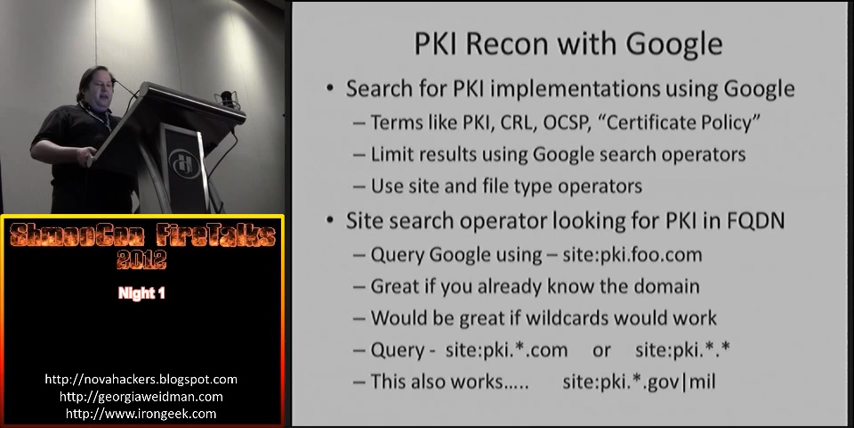 PKI Recon with Google
• Search for PKI implementations using Google
– Terms like PKI, CRL, OCSP, “Certificate Policy”
– Limit results using Google search operators
– Use site and file type operators
• Site search operator looking for PKI in FQDN
– Query Google using – site:pki.foo.com
– Great if you already know the domain
– Would be great if wildcards would work
– Query - site:pki.*.com or site:pki.*.*
– This also works..... site:pki.*.gov|mil
ShmooCon FireTalks
2012
Night 1
http://novahackers.blogspot.com
http://georgiaweidman.com
http://www.irongeek.com